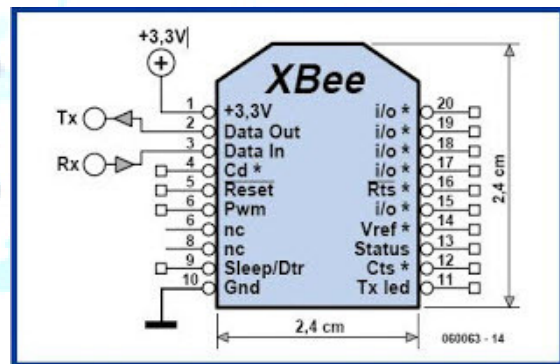 +3,3V
XBee
1 +3,3V i/o * 20
Tx 2 Data Out i/o * 19
3 Data In i/o * 18
Rx 4 Cd * i/o * 17
5 Reset Rts * 16
6 Pwm i/o * 15
6 nc Vref * 14
8 nc Status 13
9 Sleep/Dtr Cts * 12
10 Gnd Tx led 11
2,4 cm
2,4 cm
060063 - 14